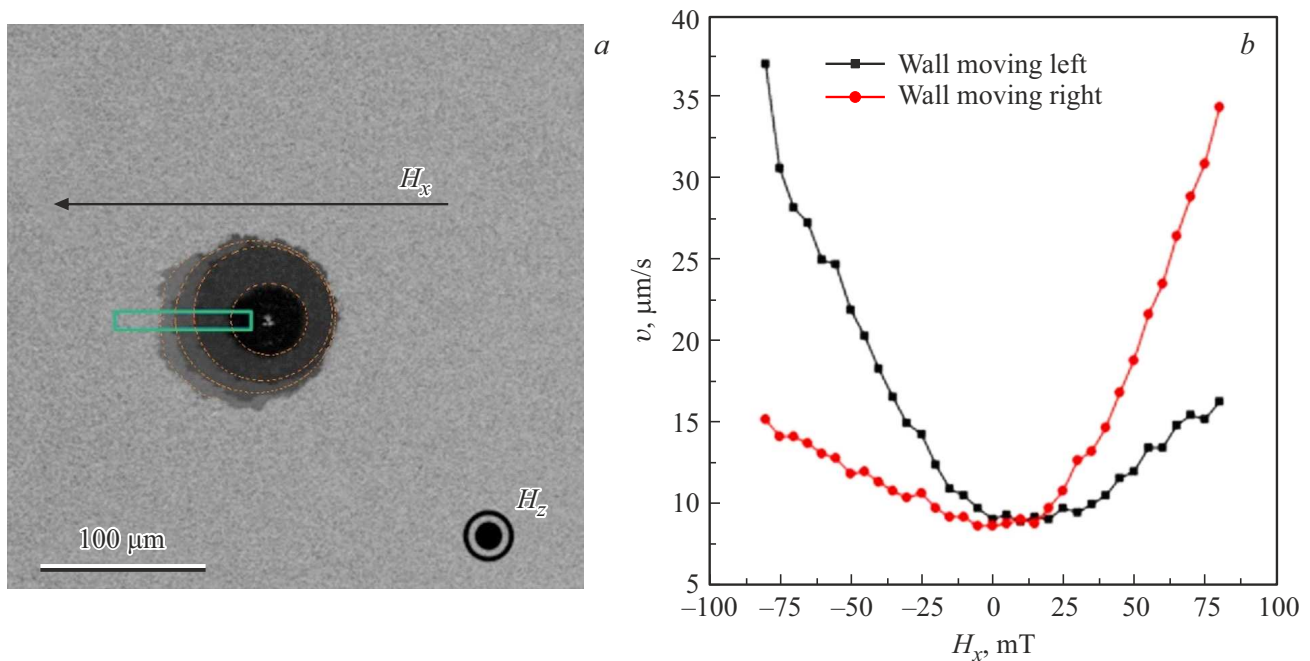 a
H_x
H_z
100 µm
b
Wall moving left
Wall moving right
40
35
30
25
20
15
10
5
υ, µm/s
–100 –75 –50 –25 0 25 50 75 100
H_x, mT